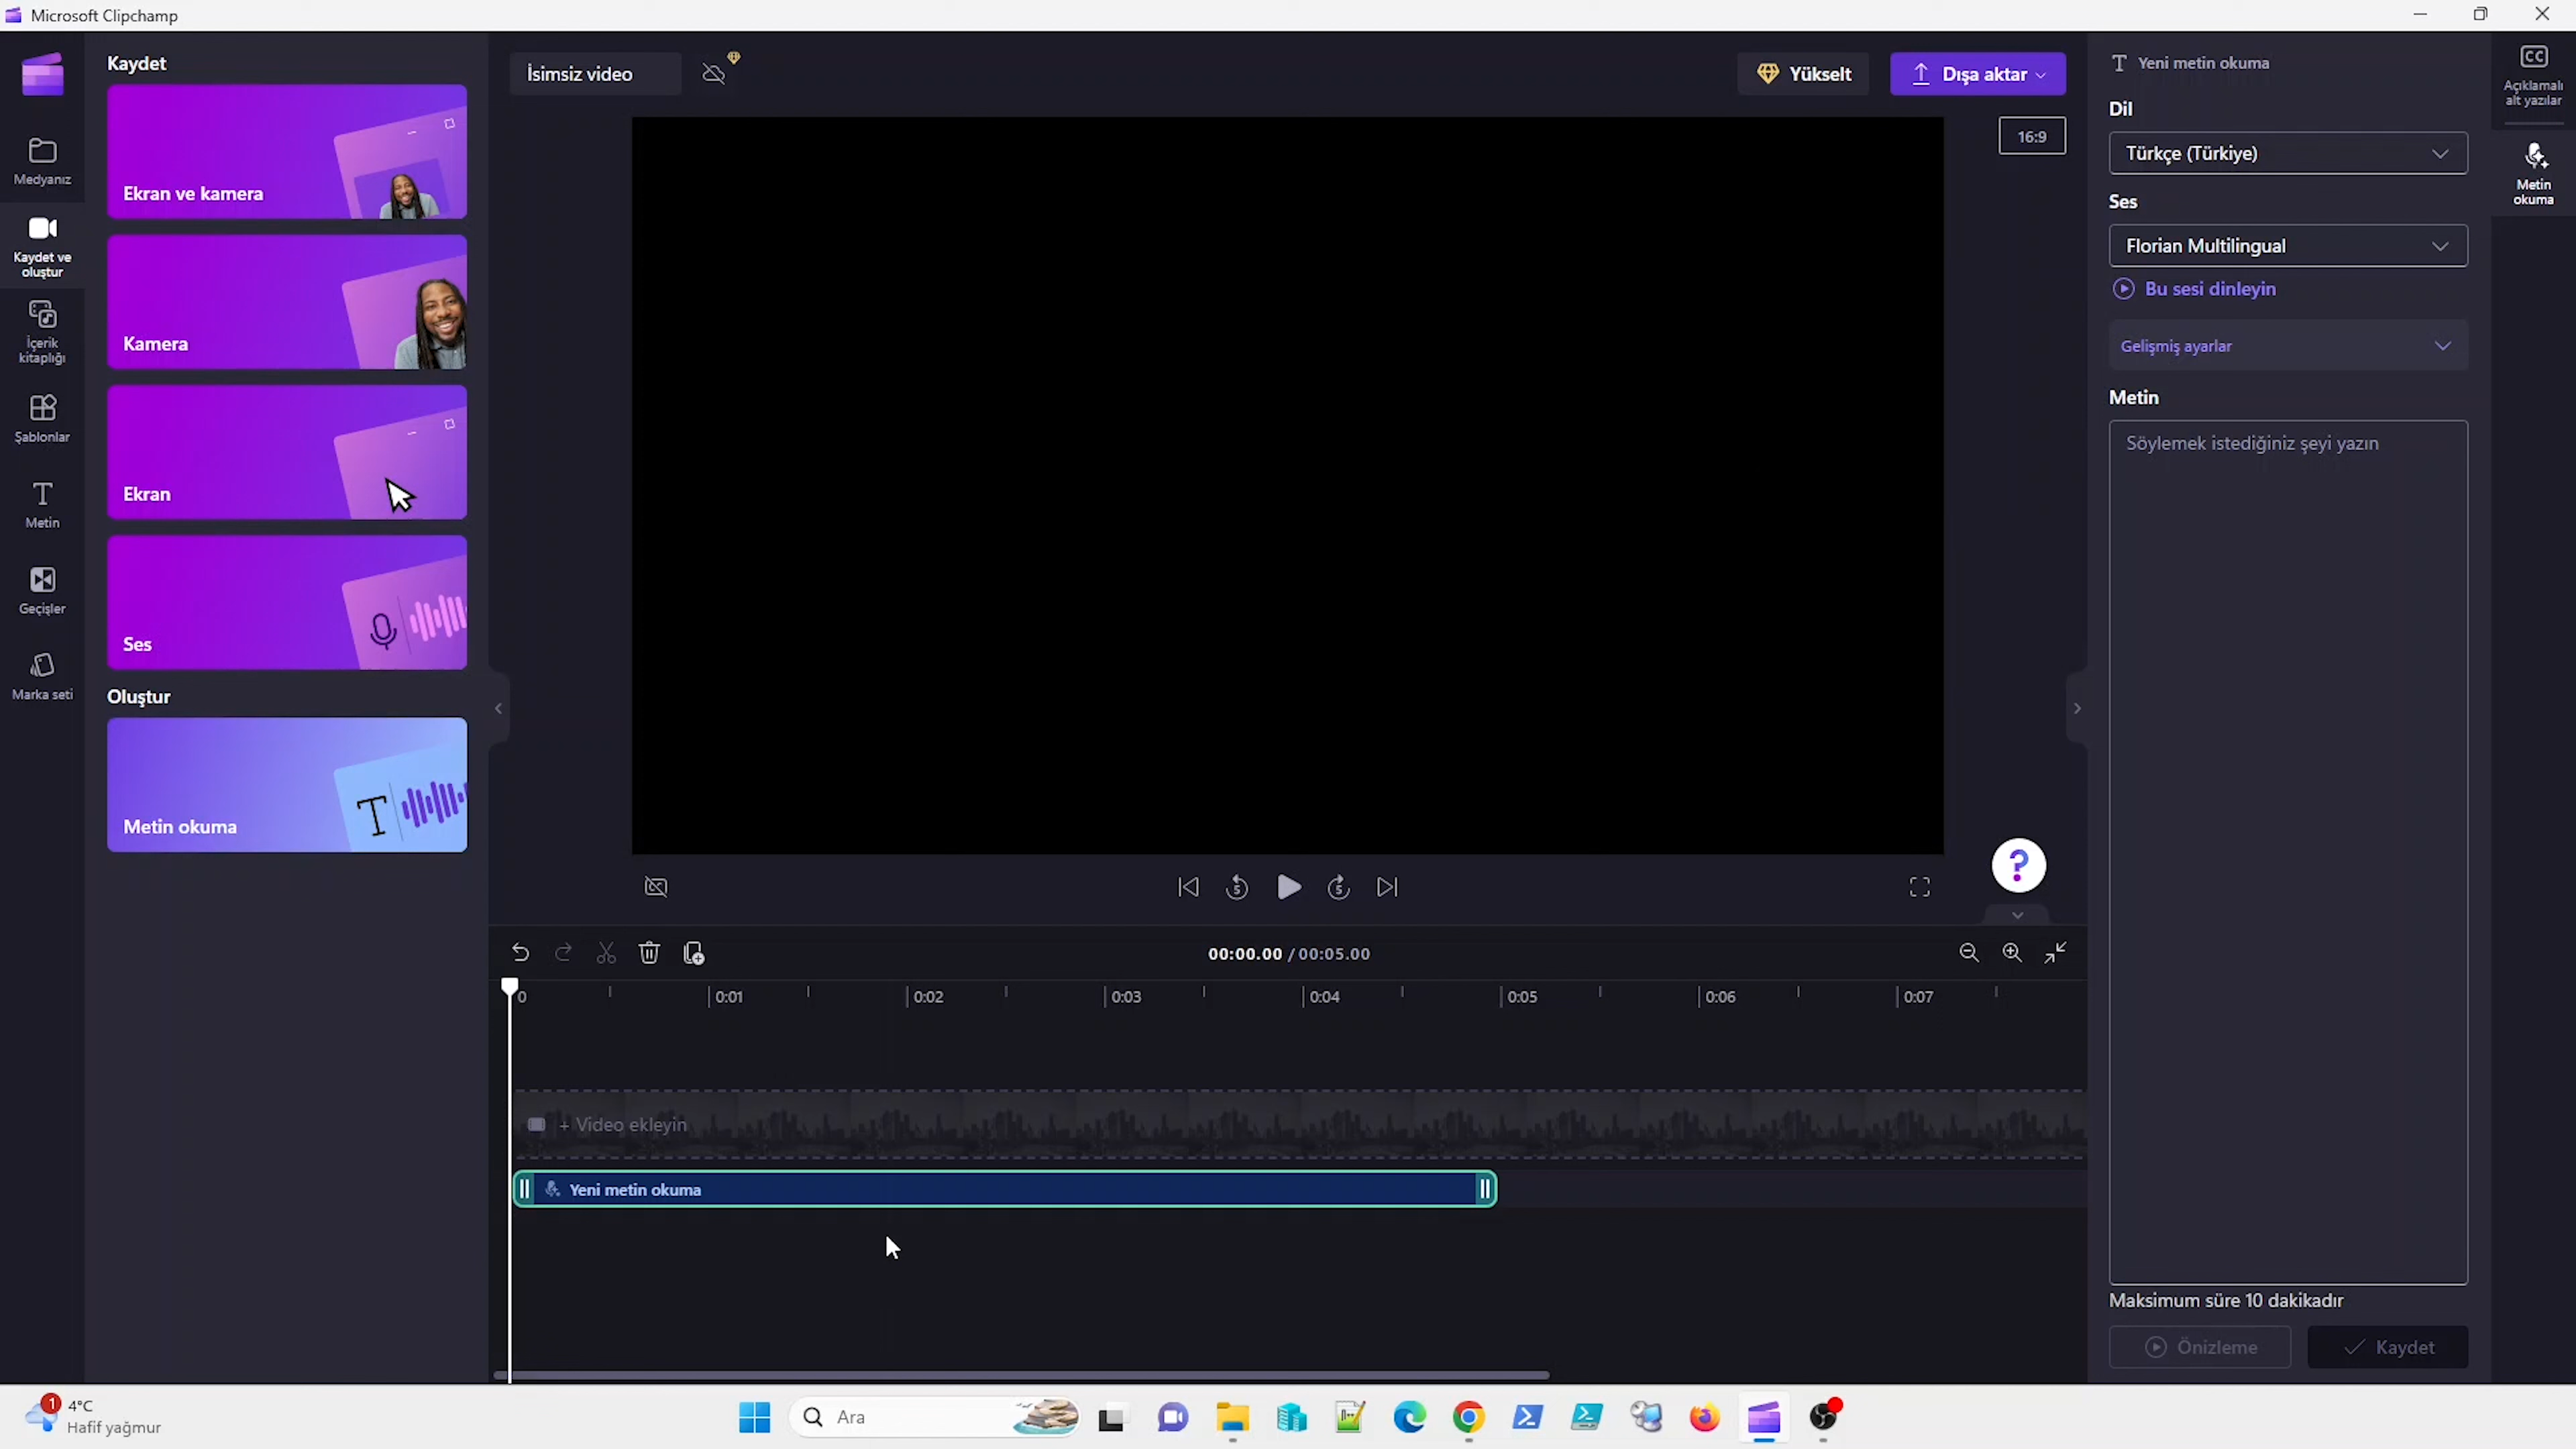 Microsoft Clipchamp
Medyanız
Kaydet ve
oluştur
İçerik
kitaplığı
Şablonlar
Metin
Geçişler
Marka seti
Kaydet
Ekran ve kamera
Kamera
Ekran
Ses
Oluştur
Metin okuma
İsimsiz video
Yükselt
Dışa aktar
16:9
5
5
?
00:00.00 /00:05.00
0 0:01 0:02 0:03 0:04 0:05 0:06 0:07
+ Video ekleyin
Yeni metin okuma
Yeni metin okuma
Dil
Türkçe (Türkiye)
Ses
Florian Multilingual
Bu sesi dinleyin
Gelişmiş ayarlar
Metin
Söylemek istediğiniz şeyi yazın
Maksimum süre 10 dakikadır
Önizleme
Kaydet
CC
Açıklamalı
alt yazılar
Metin
okuma
1
4°C
Hafif yağmur
Ara